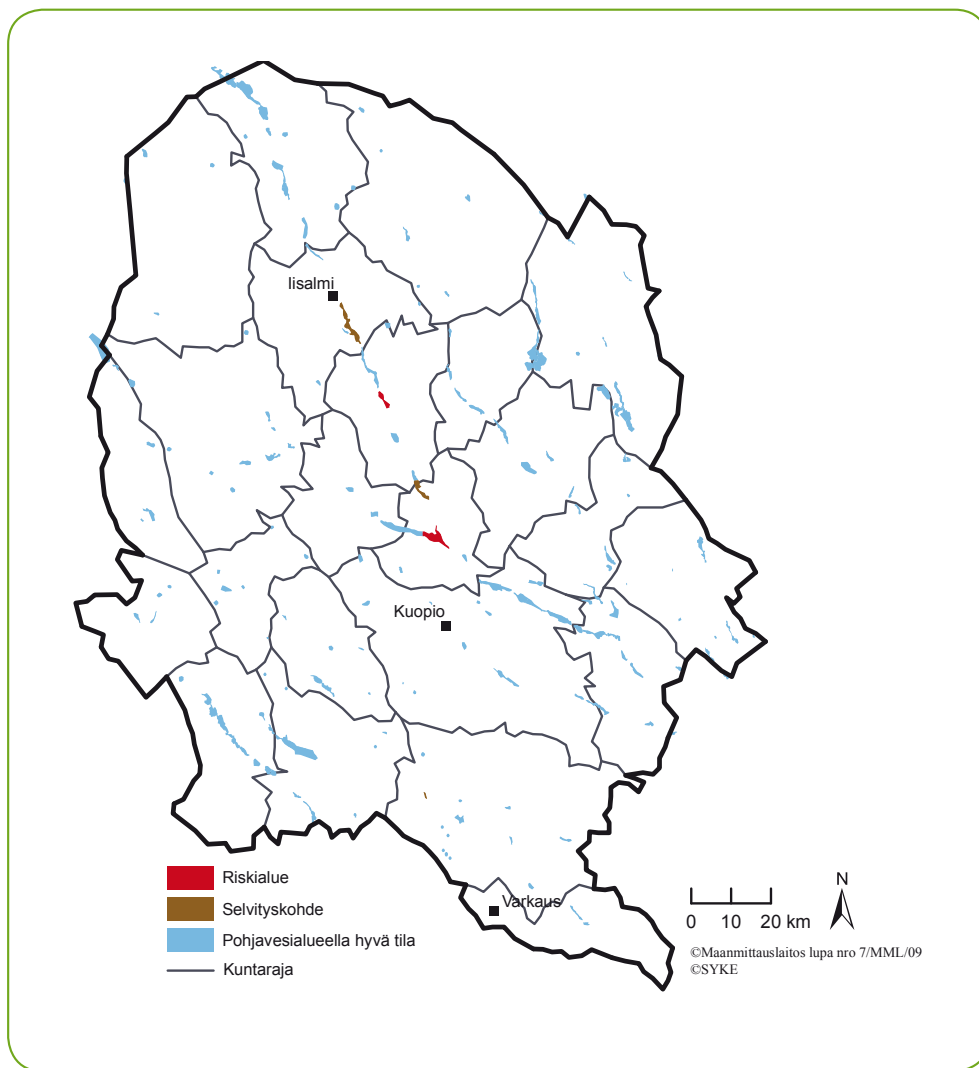 Iisalmi
Kuopio
Varkaus
Riskialue
Selvityskohde
Pohjavesialueella hyvä tila
Kuntaraja
0 10 20 km
N
©Maanmittauslaitos lupa nro 7/MML/09
©SYKE